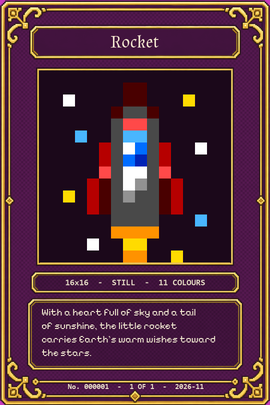 Rocket
16x16 - STILL - 11 COLOURS
With a heart full of sky and a tail
of sunshine, the little rocket
carries Earth's warm wishes toward
the stars.
No. 000001 - 1 OF 1 - 2026-11